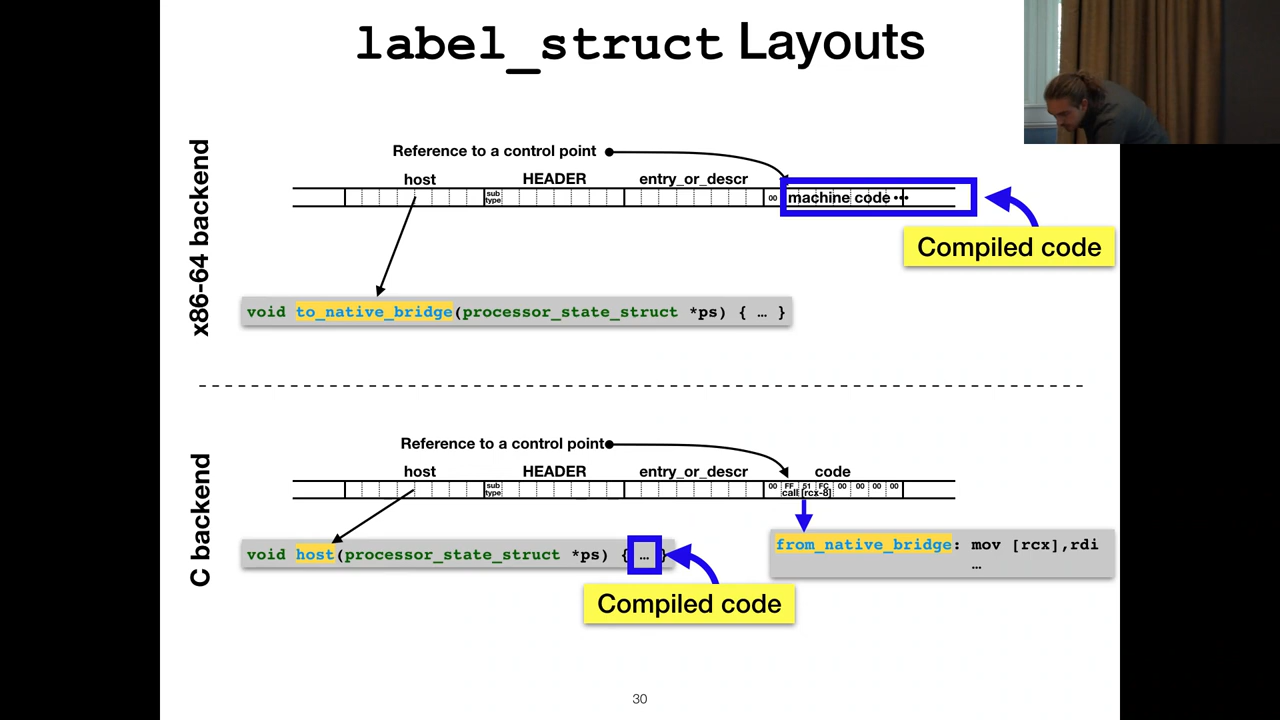 label_struct Layouts
x86-64 backend
Reference to a control point
host HEADER entry_or_descr
sub type 00 machine code •••
Compiled code
void to_native_bridge(processor_state_struct *ps) { … }
C backend
Reference to a control point
host HEADER entry_or_descr code
sub type 00 FF 51 FC 00 00 00 00
call [rcx-8]
void host(processor_state_struct *ps) { … }
from_native_bridge: mov [rcx],rdi
…
Compiled code
30